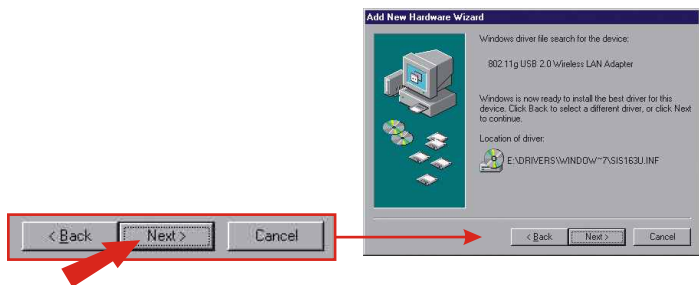 Add New Hardware Wizard
Windows driver file search for the device:
802.11g USB 2.0 Wireless LAN Adapter
Windows is now ready to install the best driver for this
device. Click Back to select a different driver, or click Next
to continue.
Location of driver:
E:\DRIVERS\WINDOW~7\SIS163U.INF
< Back Next > Cancel
< Back Next > Cancel